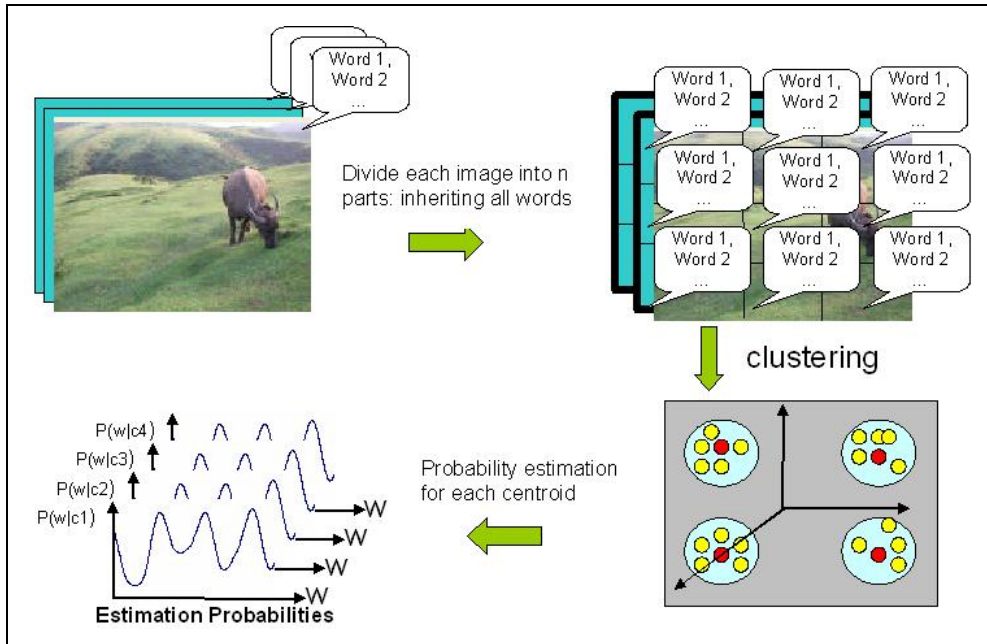 Word 1,
Word 2
...
Divide each image into n
parts: inheriting all words
Word 1,
Word 2
...
Word 1,
Word 2
...
Word 1,
Word 2
...
Word 1,
Word 2
...
Word 1,
Word 2
...
Word 1,
Word 2
...
Word 1,
Word 2
...
Word 1,
Word 2
...
Word 1,
Word 2
...
clustering
Probability estimation
for each centroid
P(w|c4)
P(w|c3)
P(w|c2)
P(w|c1)
W
W
W
W
Estimation Probabilities